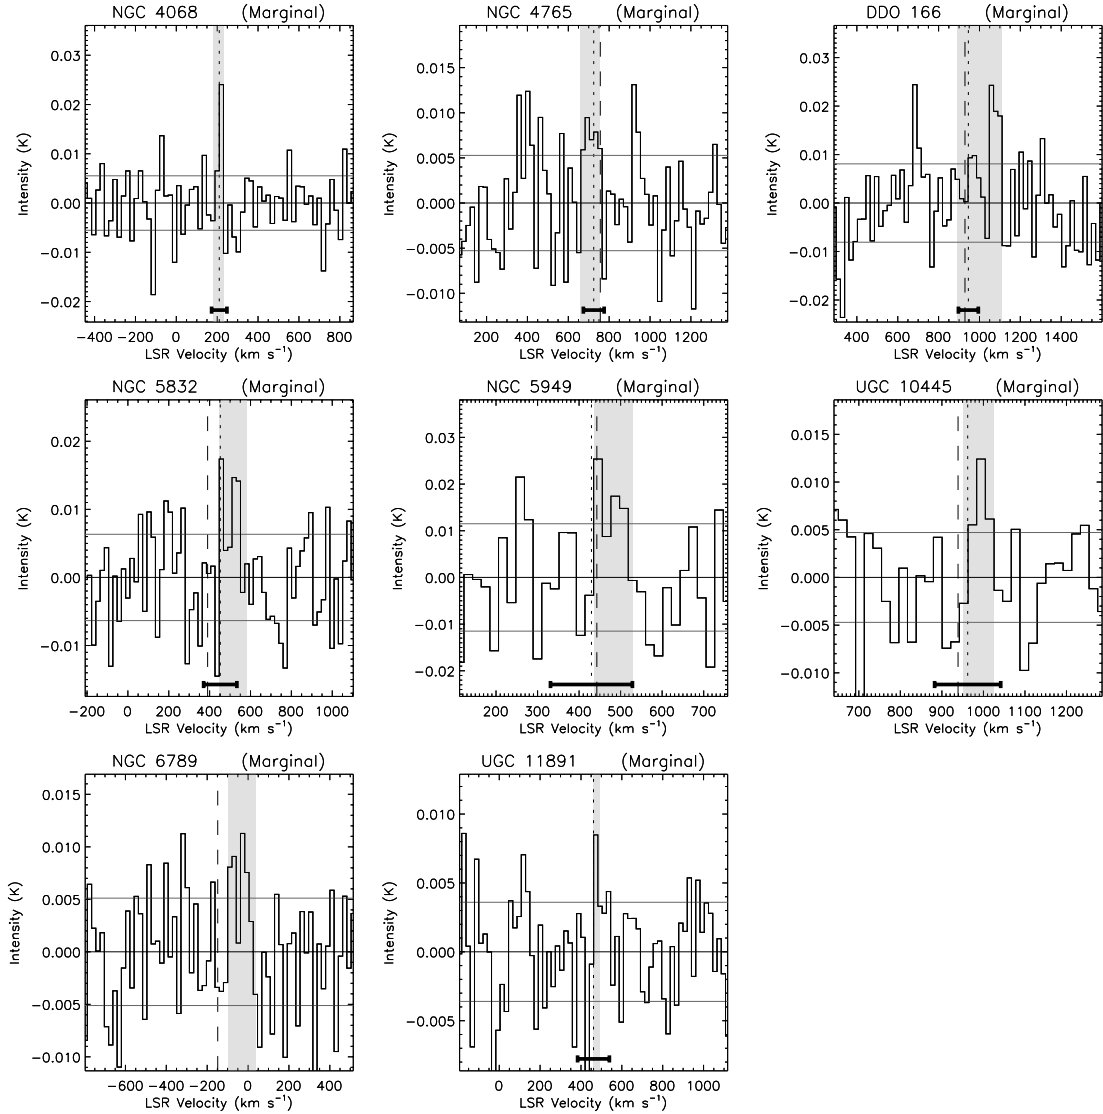 NGC 4068 (Marginal)
0.03
0.02
0.01
0.00
−0.01
−0.02
Intensity (K)
−400 −200 0 200 400 600 800
LSR Velocity (km s⁻¹)
NGC 4765 (Marginal)
0.015
0.010
0.005
0.000
−0.005
−0.010
Intensity (K)
200 400 600 800 1000 1200
LSR Velocity (km s⁻¹)
DDO 166 (Marginal)
0.03
0.02
0.01
0.00
−0.01
−0.02
Intensity (K)
400 600 800 1000 1200 1400
LSR Velocity (km s⁻¹)
NGC 5832 (Marginal)
0.02
0.01
0.00
−0.01
Intensity (K)
−200 0 200 400 600 800 1000
LSR Velocity (km s⁻¹)
NGC 5949 (Marginal)
0.03
0.02
0.01
0.00
−0.01
−0.02
Intensity (K)
200 300 400 500 600 700
LSR Velocity (km s⁻¹)
UGC 10445 (Marginal)
0.015
0.010
0.005
0.000
−0.005
−0.010
Intensity (K)
700 800 900 1000 1100 1200
LSR Velocity (km s⁻¹)
NGC 6789 (Marginal)
0.015
0.010
0.005
0.000
−0.005
−0.010
Intensity (K)
−600 −400 −200 0 200 400
LSR Velocity (km s⁻¹)
UGC 11891 (Marginal)
0.010
0.005
0.000
−0.005
Intensity (K)
0 200 400 600 800 1000
LSR Velocity (km s⁻¹)